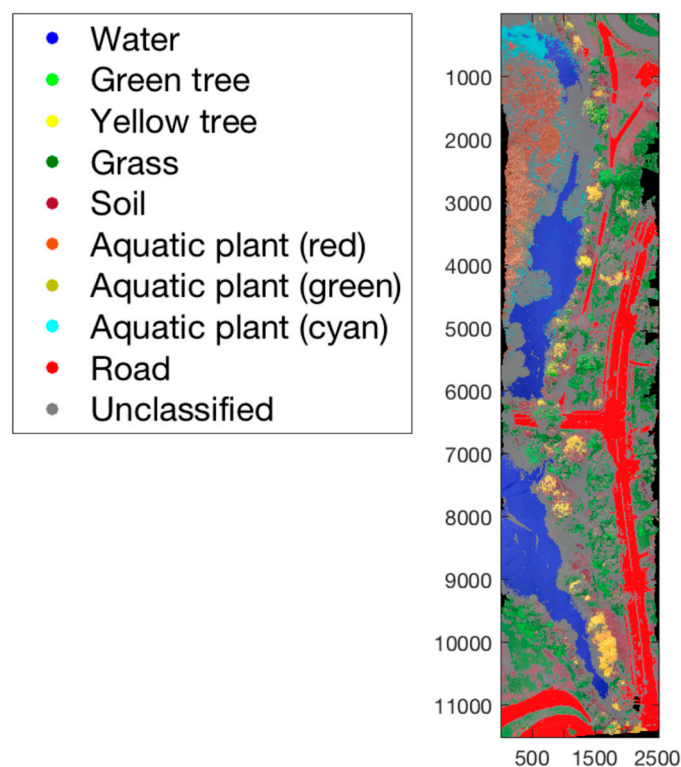 Water
Green tree
Yellow tree
Grass
Soil
Aquatic plant (red)
Aquatic plant (green)
Aquatic plant (cyan)
Road
Unclassified
1000
2000
3000
4000
5000
6000
7000
8000
9000
10000
11000
500 1500 2500